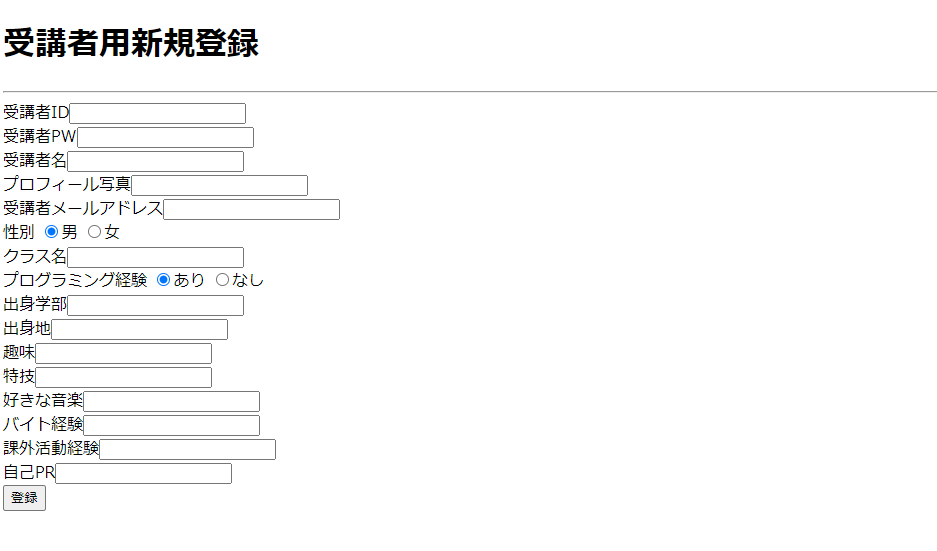 受講者用新規登録
受講者ID
受講者PW
受講者名
プロフィール写真
受講者メールアドレス
性別 男 女
クラス名
プログラミング経験 あり なし
出身学部
出身地
趣味
特技
好きな音楽
バイト経験
課外活動経験
自己PR
登録